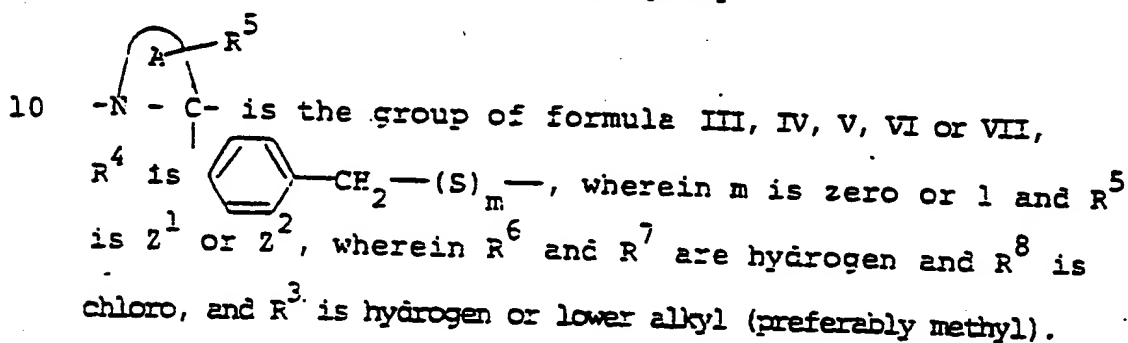 A R⁵
10 -N - C- is the group of formula III, IV, V, VI or VII,
R⁴ is CH₂—(S)ₘ—, wherein m is zero or 1 and R⁵
is Z¹ or Z², wherein R⁶ and R⁷ are hydrogen and R⁸ is
chloro, and R³ is hydrogen or lower alkyl (preferably methyl).